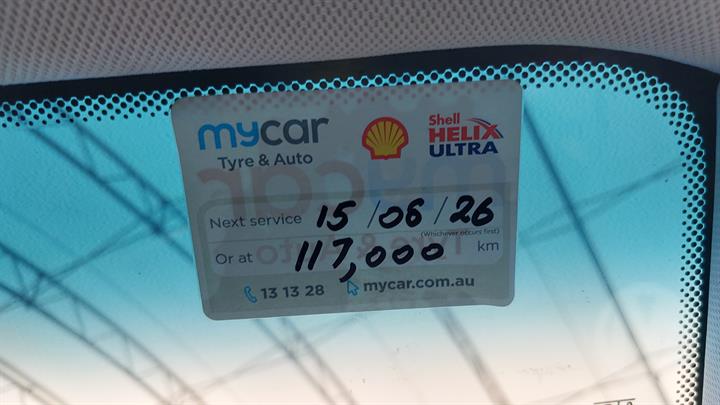 mycar
Tyre & Auto
Shell
HELIX
ULTRA
Next service 15/06/26
(Whichever occurs first)
Or at 117,000 km
13 13 28 mycar.com.au